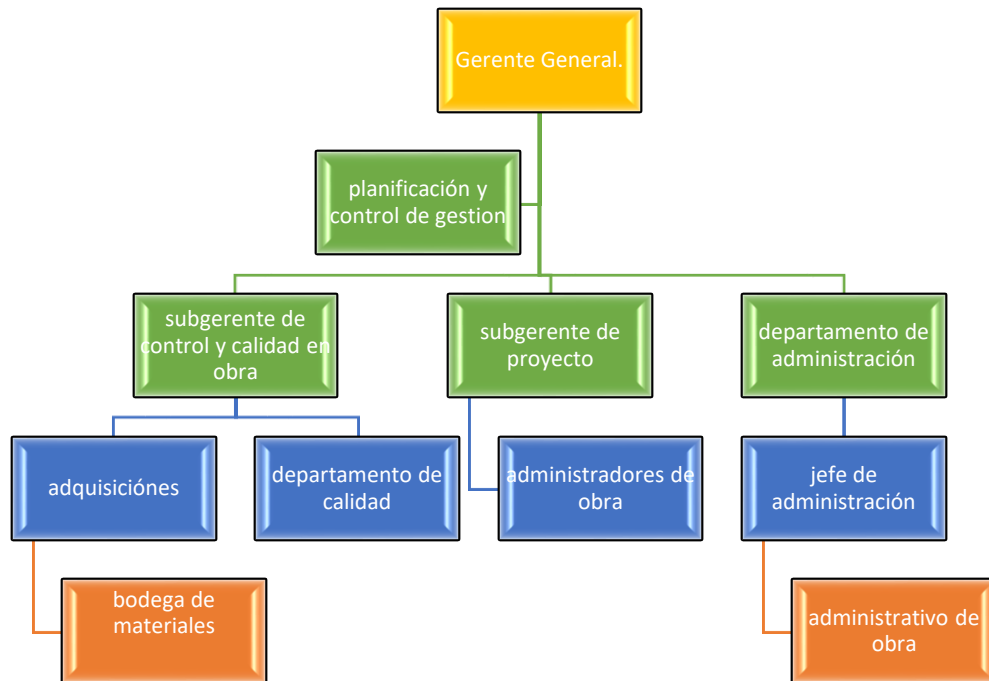 Gerente General.
planificación y
control de gestion
subgerente de
control y calidad en
obra
subgerente de
proyecto
departamento de
administración
adquisiciónes
departamento de
calidad
administradores de
obra
jefe de
administración
bodega de
materiales
administrativo de
obra